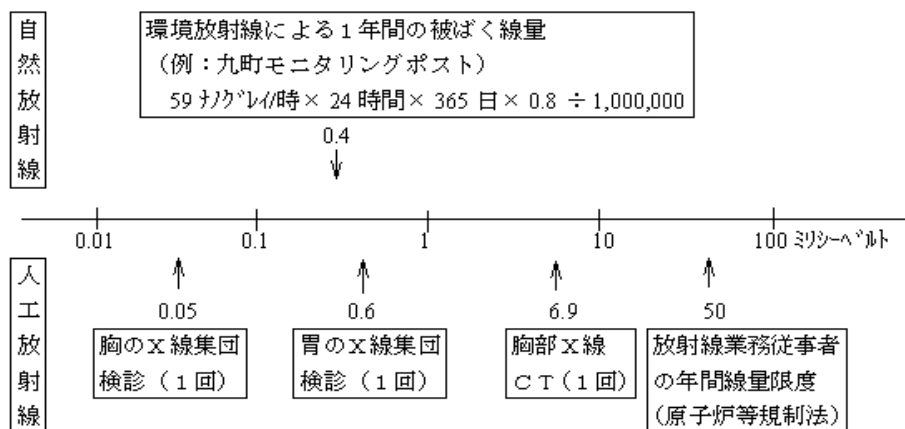 自然放射線
環境放射線による１年間の被ばく線量
（例：九町モニタリングポスト）
59 ﾅﾉｸﾞﾚｲ/時× 24 時間× 365 日× 0.8 ÷ 1,000,000
0.4
0.01 0.1 1 10 100 ﾐﾘｼｰﾍﾞﾙﾄ
人工放射線
0.05
胸のＸ線集団
検診（１回）
0.6
胃のＸ線集団
検診（１回）
6.9
胸部Ｘ線
ＣＴ(１回)
50
放射線業務従事者
の年間線量限度
(原子炉等規制法)